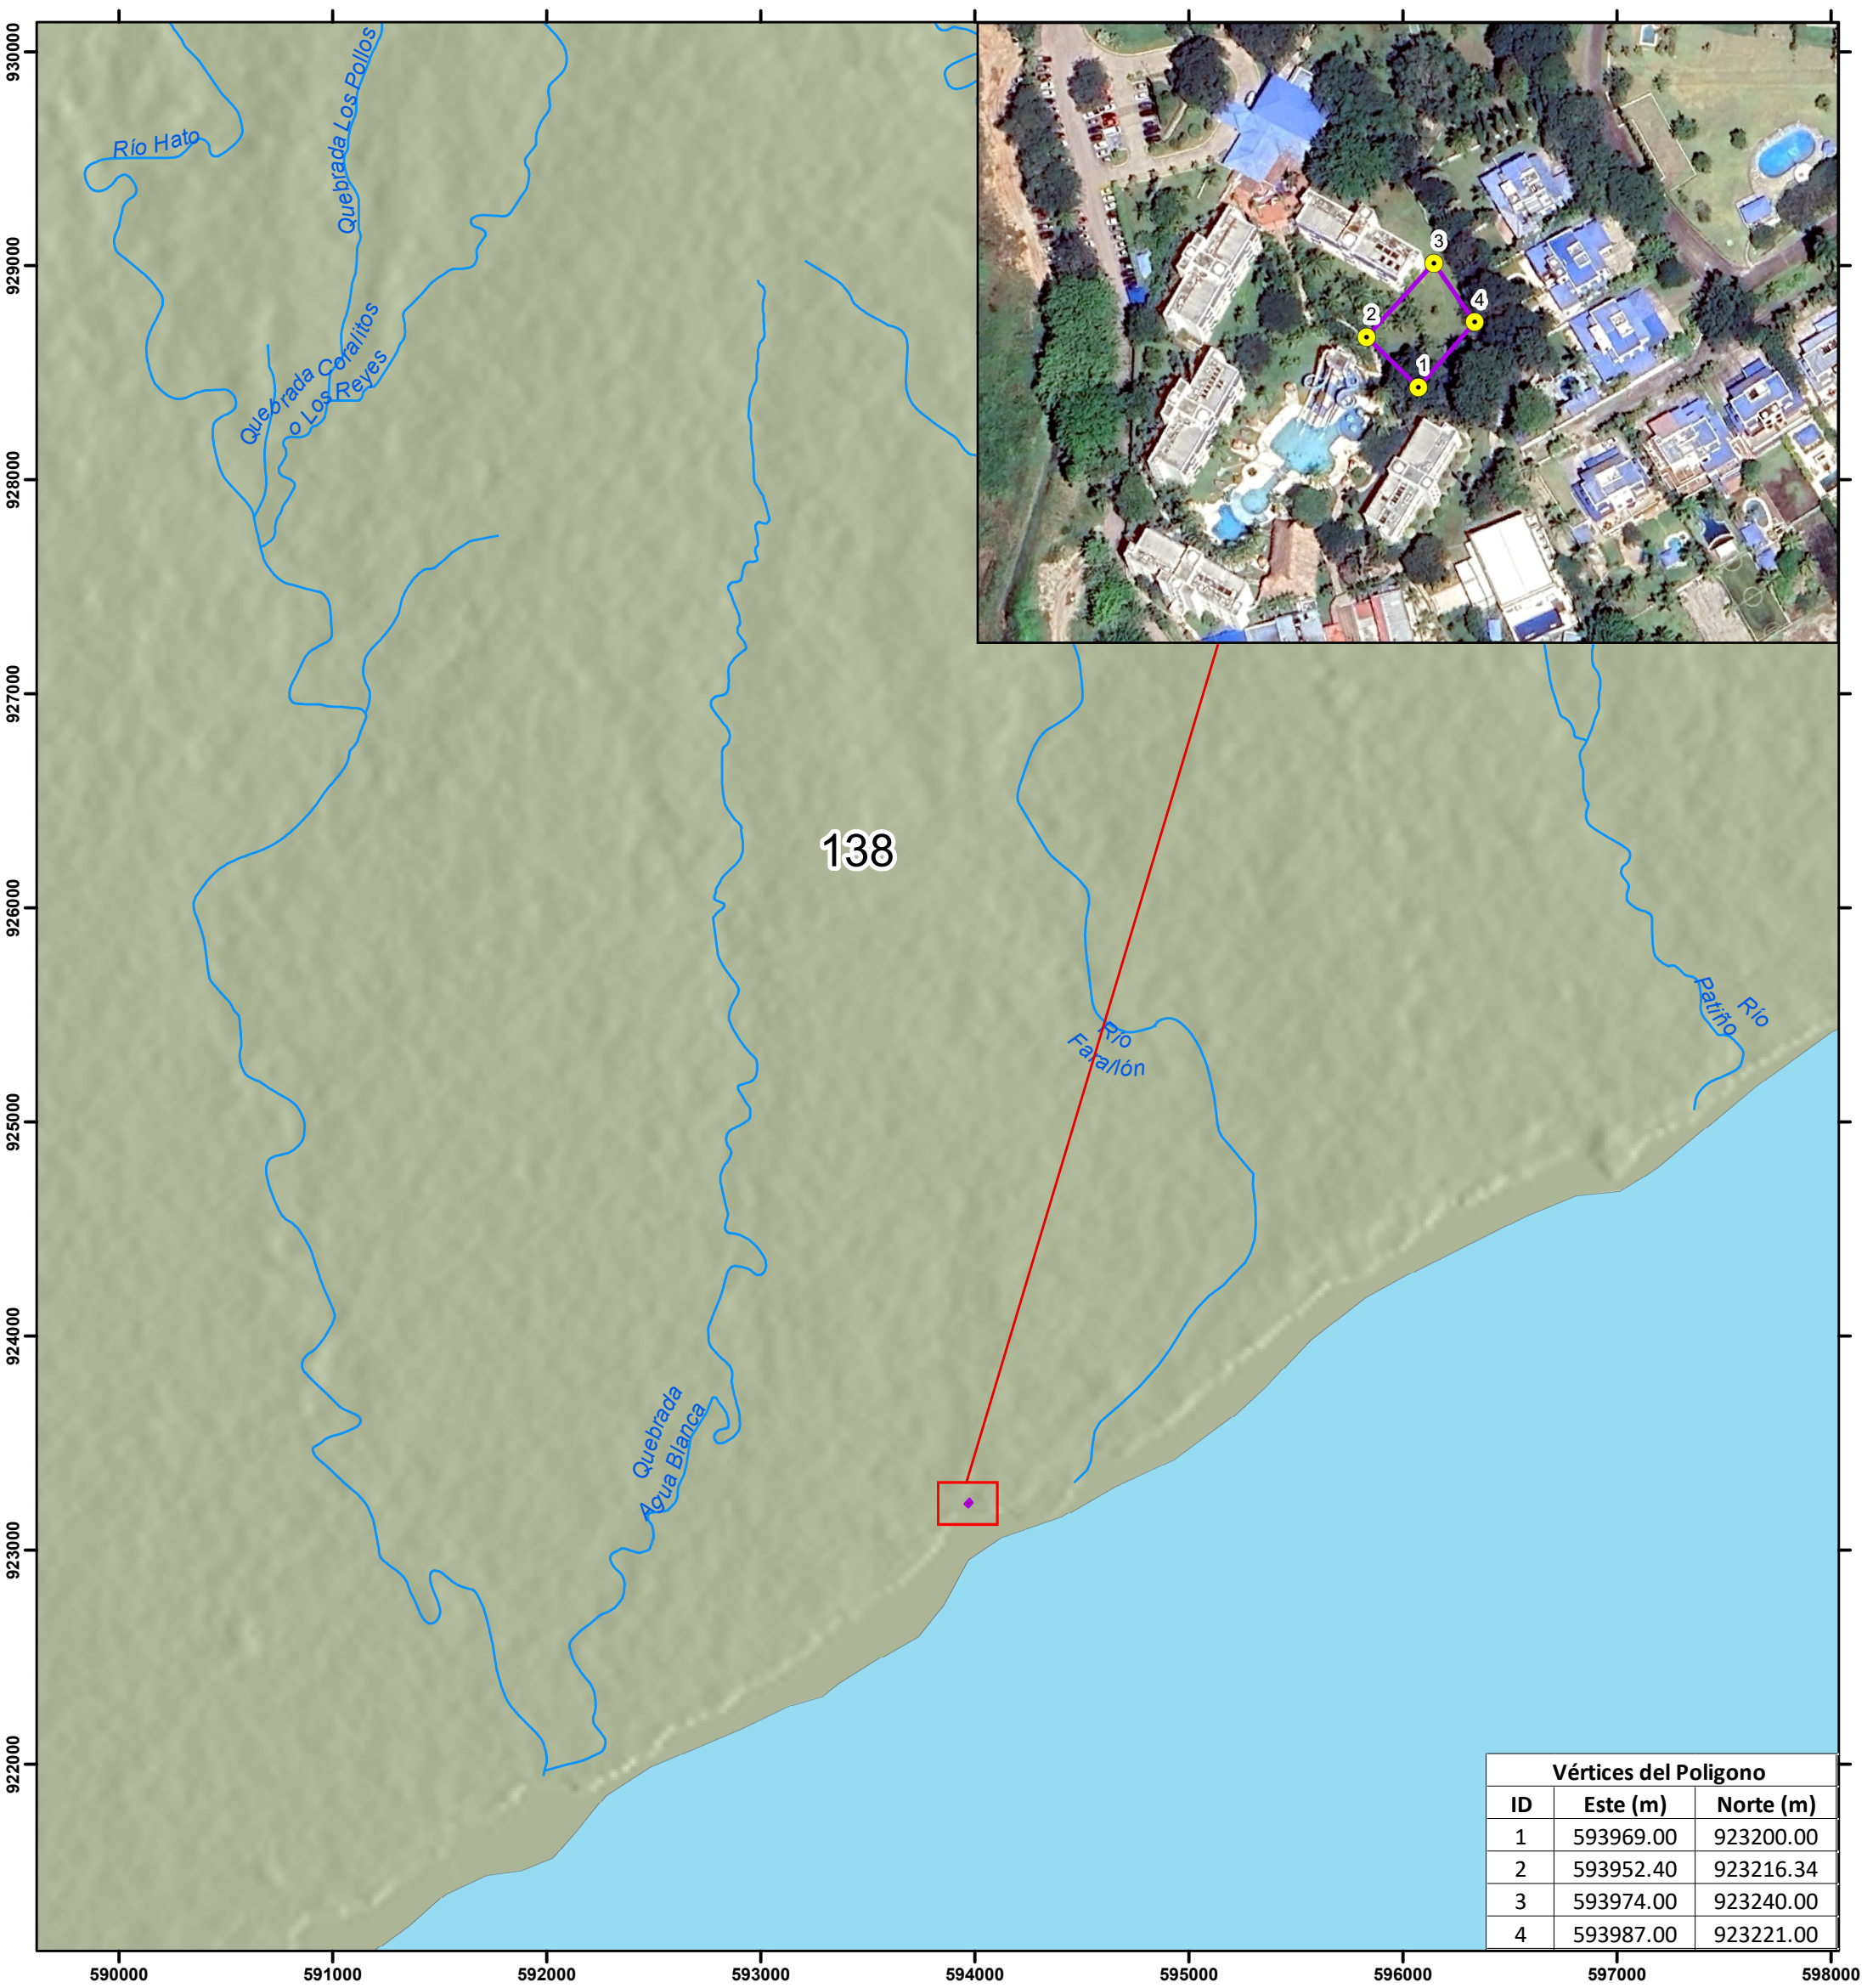 930000
929000
928000
927000
926000
925000
924000
923000
922000
Río Hato
Quebrada Los Pollos
Quebrada Coralitos
o Los Reyes
3
4
2
1
138
Río
Farallón
Río
Patiño
Quebrada
Agua Blanca
Vértices del Poligono
ID Este (m) Norte (m)
1 593969.00 923200.00
2 593952.40 923216.34
3 593974.00 923240.00
4 593987.00 923221.00
590000 591000 592000 593000 594000 595000 596000 597000 598000